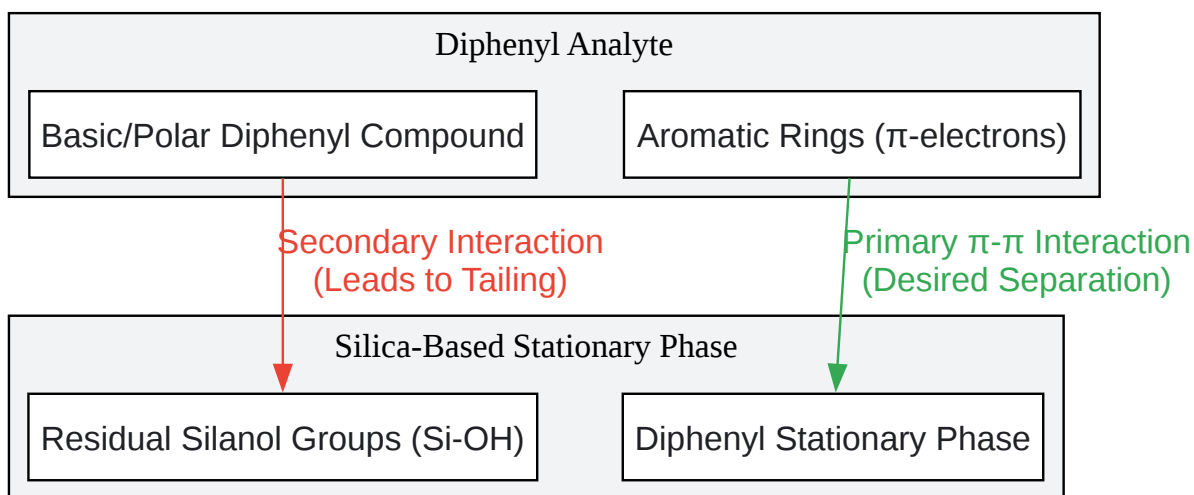 Diphenyl Analyte
Basic/Polar Diphenyl Compound
Aromatic Rings (π-electrons)
Secondary Interaction
(Leads to Tailing)
Primary π-π Interaction
(Desired Separation)
Silica-Based Stationary Phase
Residual Silanol Groups (Si-OH)
Diphenyl Stationary Phase